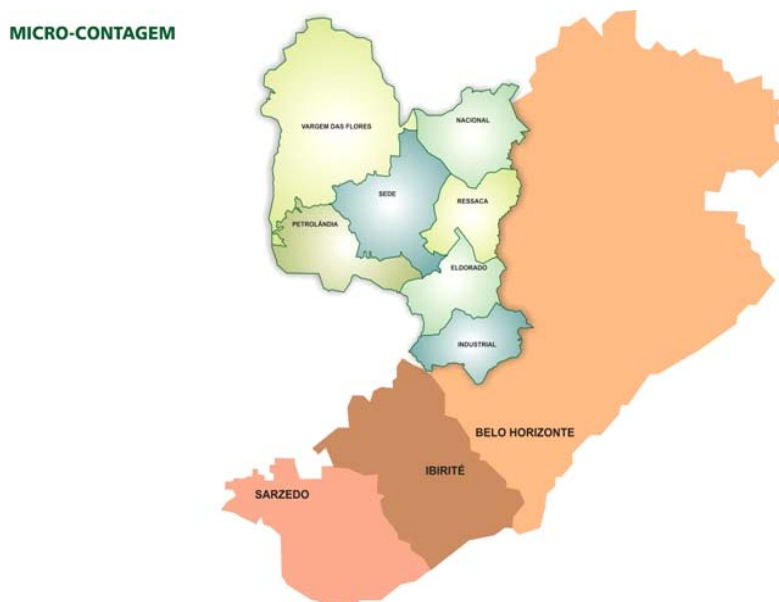 MICRO-CONTAGEM
VARGEM DAS FLORES
NACIONAL
SEDE
RESSACA
PETROLÂNDIA
ELDORADO
INDUSTRIAL
BELO HORIZONTE
IBIRITÉ
SARZEDO